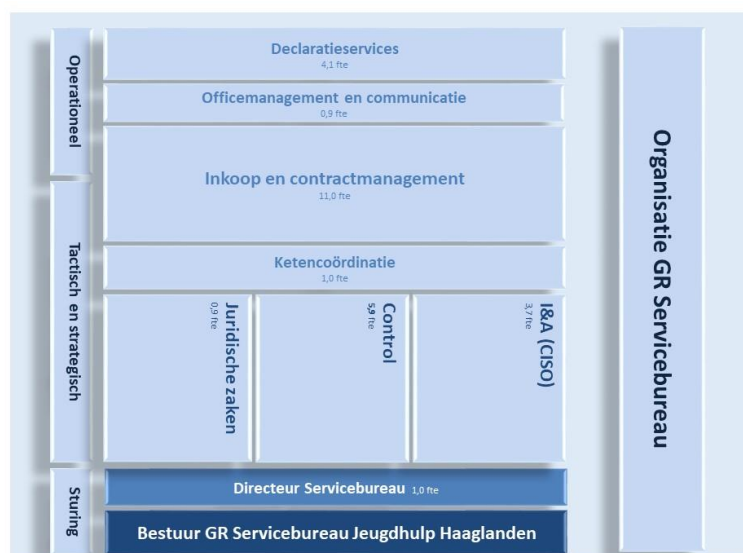 Declaratieservices
4,1 fte
Officemanagement en communicatie
0,9 fte
Inkoop en contractmanagement
11,0 fte
Ketencoördinatie
1,0 fte
Juridische zaken
0,9 fte
Control
5,9 fte
I&A (CISO)
3,7 fte
Directeur Servicebureau 1,0 fte
Bestuur GR Servicebureau Jeugdhulp Haaglanden
Operationeel
Tactisch en strategisch
Sturing
Organisatie GR Servicebureau